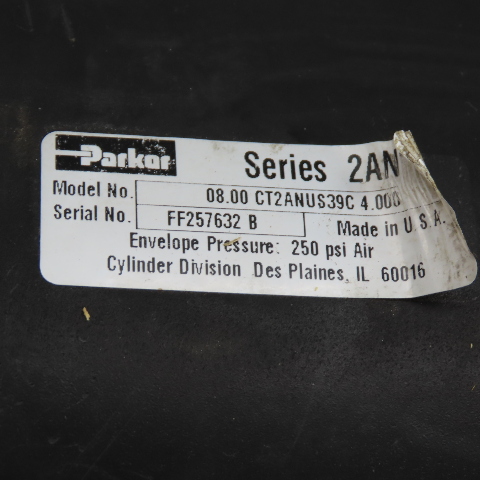 Parker Series 2AN
Model No. 08.00 CT2ANUS39C 4.000
Serial No. FF257632 B Made in U.S.A.
Envelope Pressure: 250 psi Air
Cylinder Division Des Plaines, IL 60016